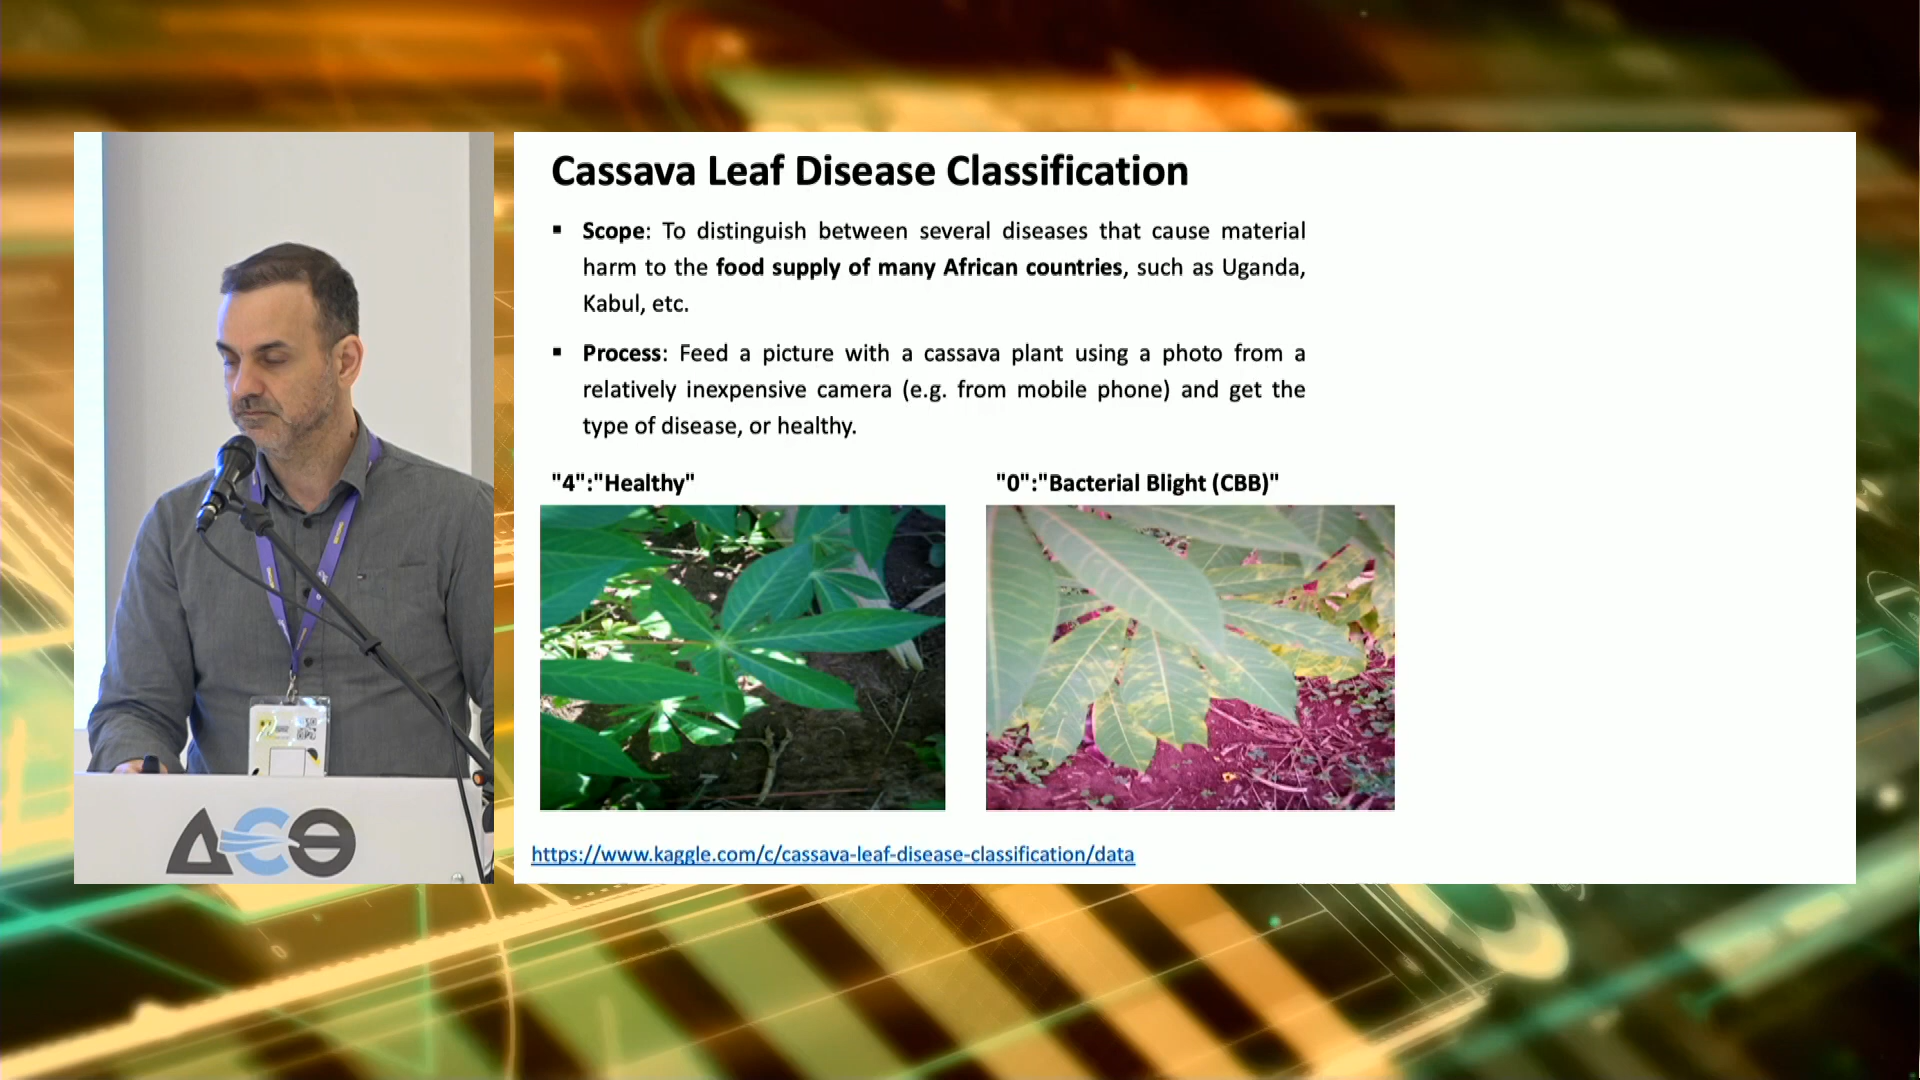 Cassava Leaf Disease Classification
Scope: To distinguish between several diseases that cause material
harm to the food supply of many African countries, such as Uganda,
Kabul, etc.
Process: Feed a picture with a cassava plant using a photo from a
relatively inexpensive camera (e.g. from mobile phone) and get the
type of disease, or healthy.
"4":"Healthy"
"0":"Bacterial Blight (CBB)"
https://www.kaggle.com/c/cassava-leaf-disease-classification/data
ΔCΘ